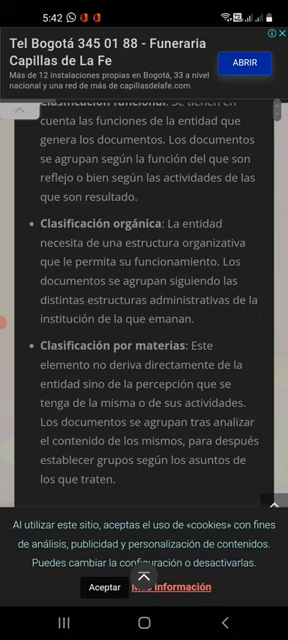 5:42
Tel Bogotá 345 01 88 - Funeraria
Capillas de La Fe
Más de 12 instalaciones propias en Bogotá, 33 a nivel
nacional y una red de más de capillasdelafe.com
ABRIR
Clasificación funcional: Se tienen en
cuenta las funciones de la entidad que
genera los documentos. Los documentos
se agrupan según la función del que son
reflejo o bien según las actividades de las
que son resultado.
• Clasificación orgánica: La entidad
necesita de una estructura organizativa
que le permita su funcionamiento. Los
documentos se agrupan siguiendo las
distintas estructuras administrativas de la
institución de la que emanan.
• Clasificación por materias: Este
elemento no deriva directamente de la
entidad sino de la percepción que se
tenga de la misma o de sus actividades.
Los documentos se agrupan tras analizar
el contenido de los mismos, para después
establecer grupos según los asuntos de
los que traten.
Al utilizar este sitio, aceptas el uso de «cookies» con fines
de análisis, publicidad y personalización de contenidos.
Puedes cambiar la configuración o desactivarlas.
Aceptar Más información